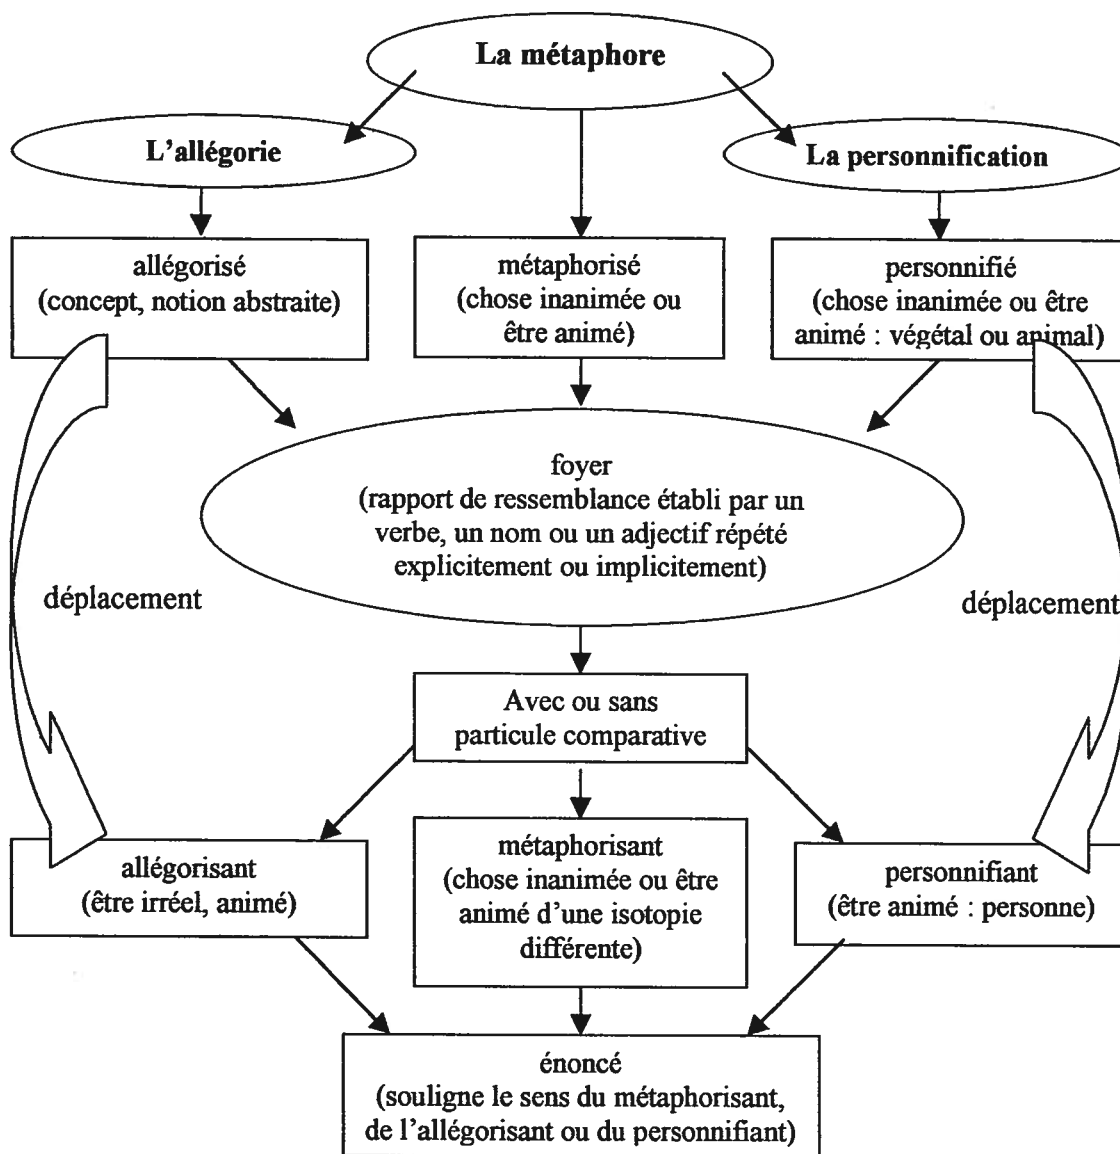 La métaphore
L'allégorie
La personnification
allégorisé
(concept, notion abstraite)
métaphorisé
(chose inanimée ou
être animé)
personnifié
(chose inanimée ou être
animé : végétal ou animal)
foyer
(rapport de ressemblance établi par un
verbe, un nom ou un adjectif répété
explicitement ou implicitement)
déplacement
déplacement
Avec ou sans
particule comparative
allégorisant
(être irréel, animé)
métaphorisant
(chose inanimée ou être
animé d'une isotopie
différente)
personnifiant
(être animé : personne)
énoncé
(souligne le sens du métaphorisant,
de l'allégorisant ou du personnifiant)